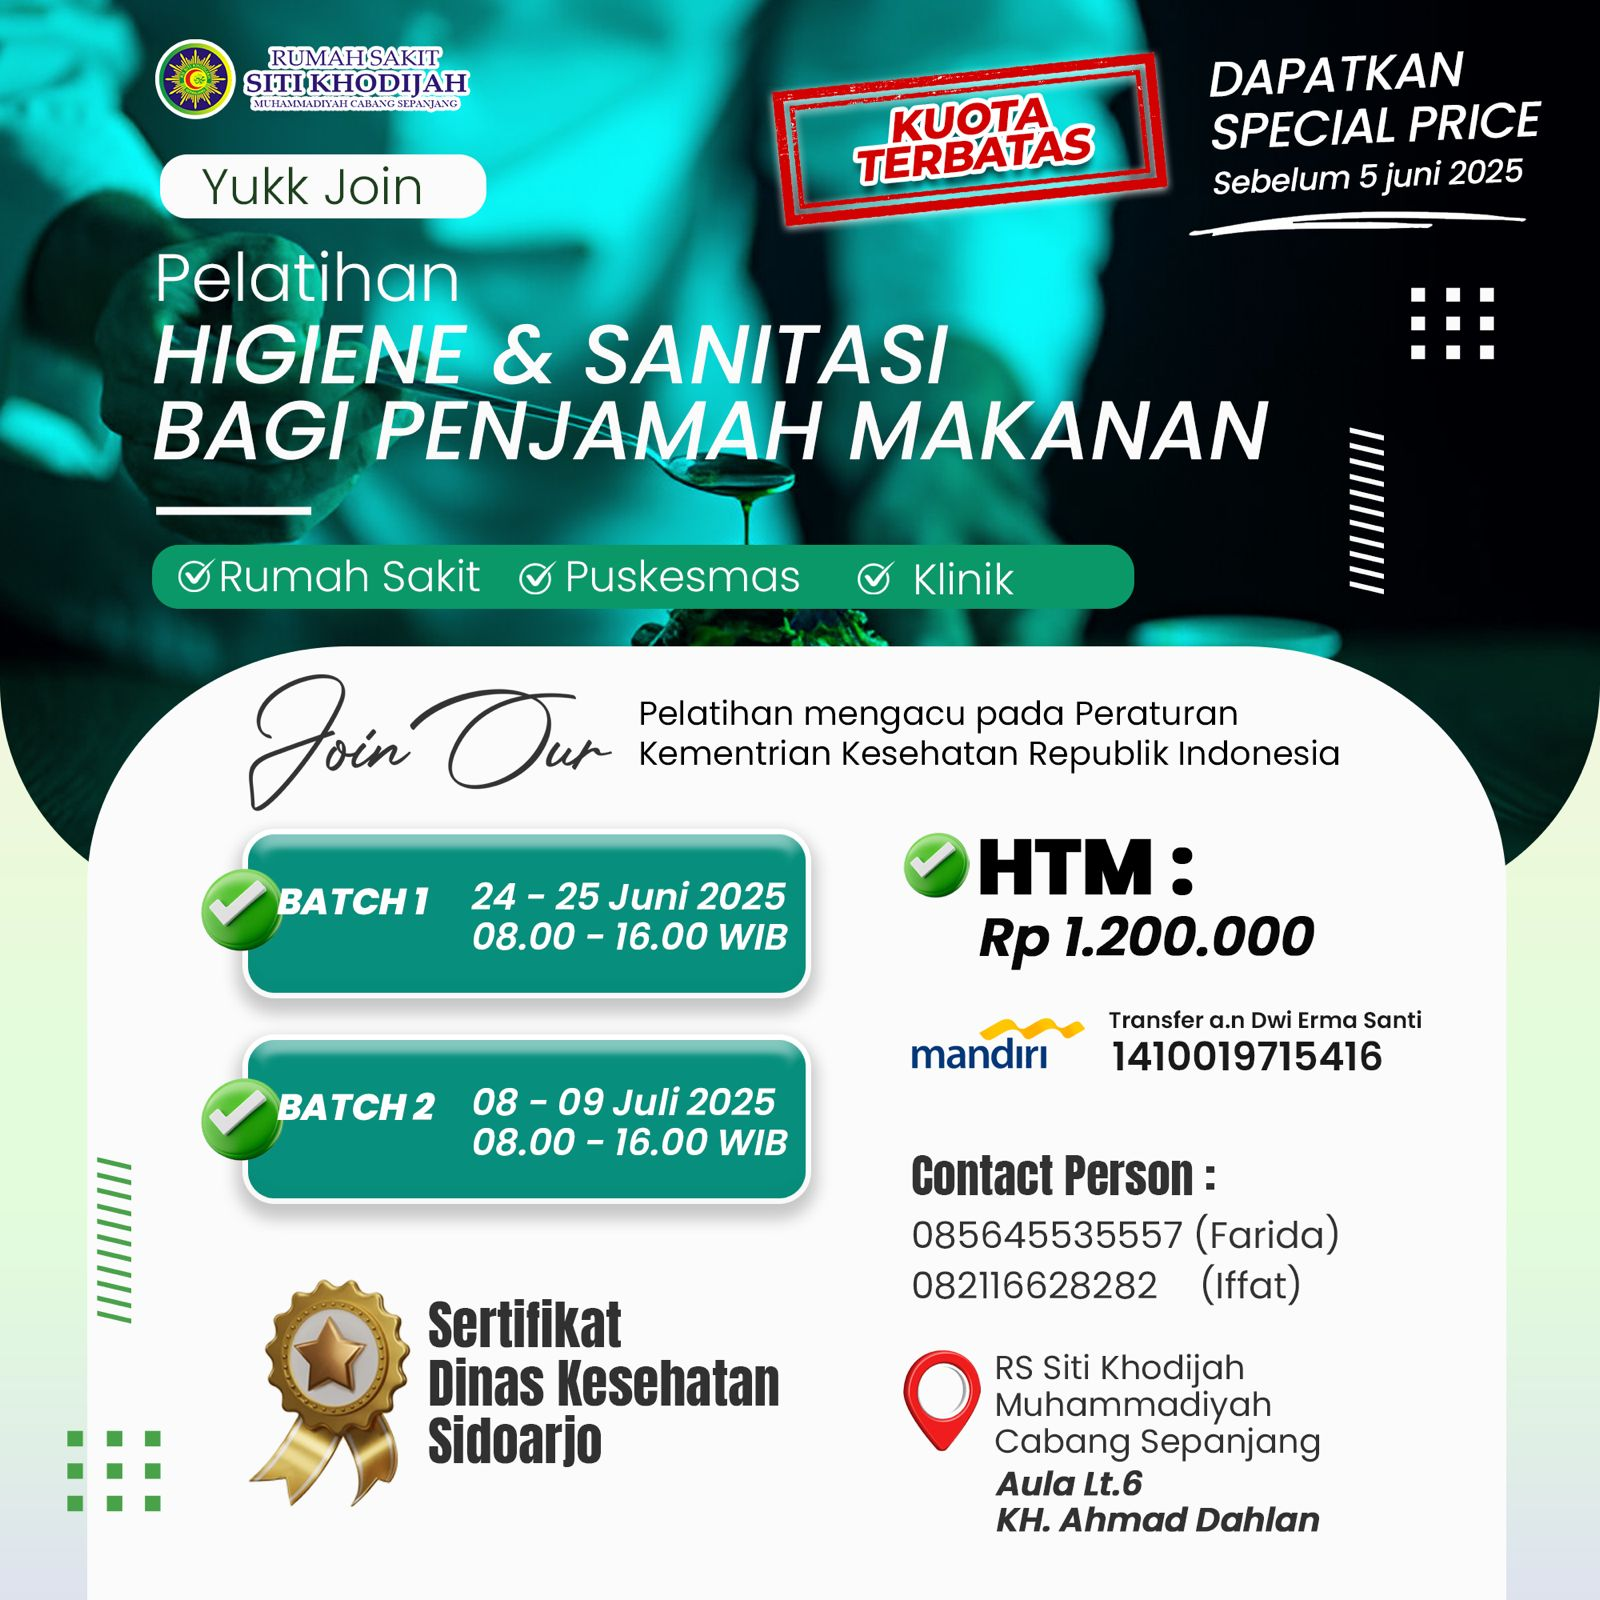 RUMAH SAKIT
SITI KHODIJAH
MUHAMMADIYAH CABANG SEPANJANG
KUOTA
TERBATAS
DAPATKAN
SPECIAL PRICE
Sebelum 5 juni 2025
Yukk Join
Pelatihan
HIGIENE & SANITASI
BAGI PENJAMAH MAKANAN
Rumah Sakit Puskesmas Klinik
Join Our
Pelatihan mengacu pada Peraturan
Kementrian Kesehatan Republik Indonesia
BATCH 1
24 - 25 Juni 2025
08.00 - 16.00 WIB
BATCH 2
08 - 09 Juli 2025
08.00 - 16.00 WIB
Sertifikat
Dinas Kesehatan
Sidoarjo
HTM :
Rp 1.200.000
mandiri
Transfer a.n Dwi Erma Santi
1410019715416
Contact Person :
085645535557 (Farida)
082116628282 (Iffat)
RS Siti Khodijah
Muhammadiyah
Cabang Sepanjang
Aula Lt.6
KH. Ahmad Dahlan